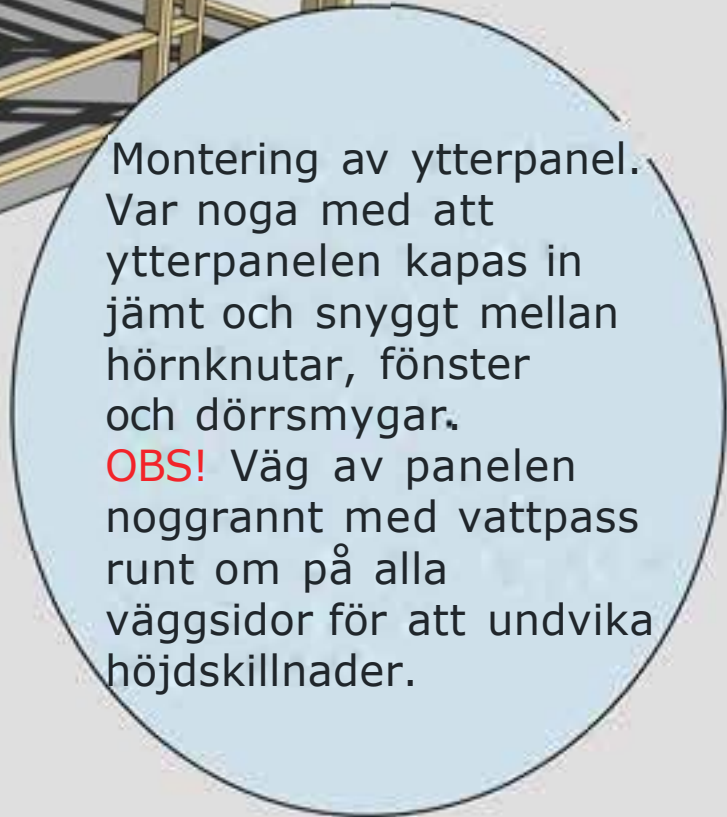 Montering av ytterpanel.
Var noga med att
ytterpanelen kapas in
jämt och snyggt mellan
hörnknutar, fönster
och dörrsmygar.
OBS! Väg av panelen
noggrannt med vattpass
runt om på alla
väggsidor för att undvika
höjdskillnader.